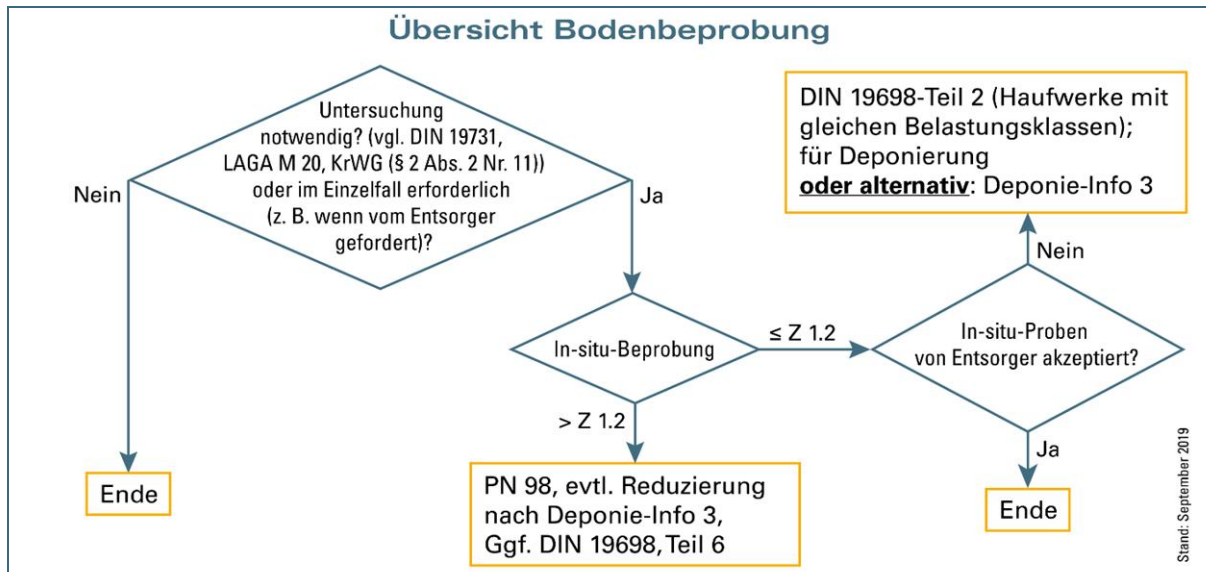 Übersicht Bodenbeprobung
Untersuchung
notwendig? (vgl. DIN 19731,
LAGA M 20, KrWG (§ 2 Abs. 2 Nr. 11))
oder im Einzelfall erforderlich
(z. B. wenn vom Entsorger
gefordert)?
Nein
Ja
Ende
In-situ-Beprobung
≤ Z 1.2
> Z 1.2
PN 98, evtl. Reduzierung
nach Deponie-Info 3,
Ggf. DIN 19698, Teil 6
In-situ-Proben
von Entsorger akzeptiert?
Nein
DIN 19698-Teil 2 (Haufwerke mit
gleichen Belastungsklassen);
für Deponierung
oder alternativ: Deponie-Info 3
Ja
Ende
Stand: September 2019